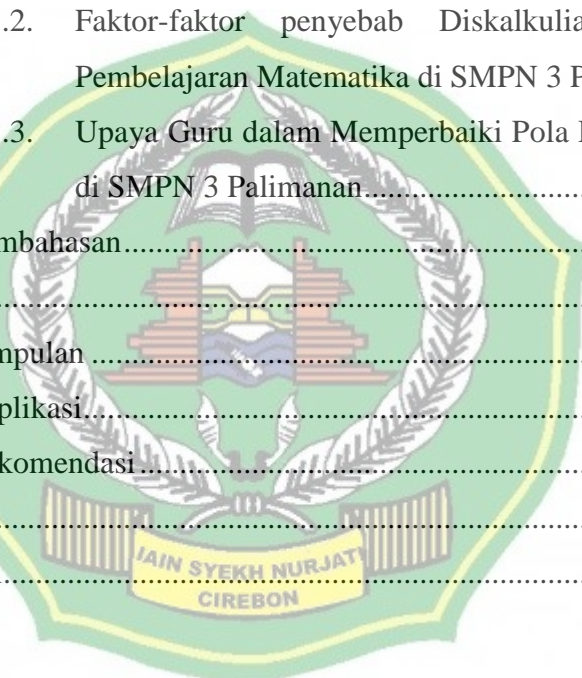 .2. Faktor-faktor penyebab Diskalkulia
Pembelajaran Matematika di SMPN 3 P
.3. Upaya Guru dalam Memperbaiki Pola
di SMPN 3 Palimanan ..............................
mbahasan..............................................................
..............................................................................
mpulan ..................................................................
plikasi....................................................................
komendasi .............................................................
..............................................................................
..............................................................................
IAIN SYEKH NURJATI
CIREBON